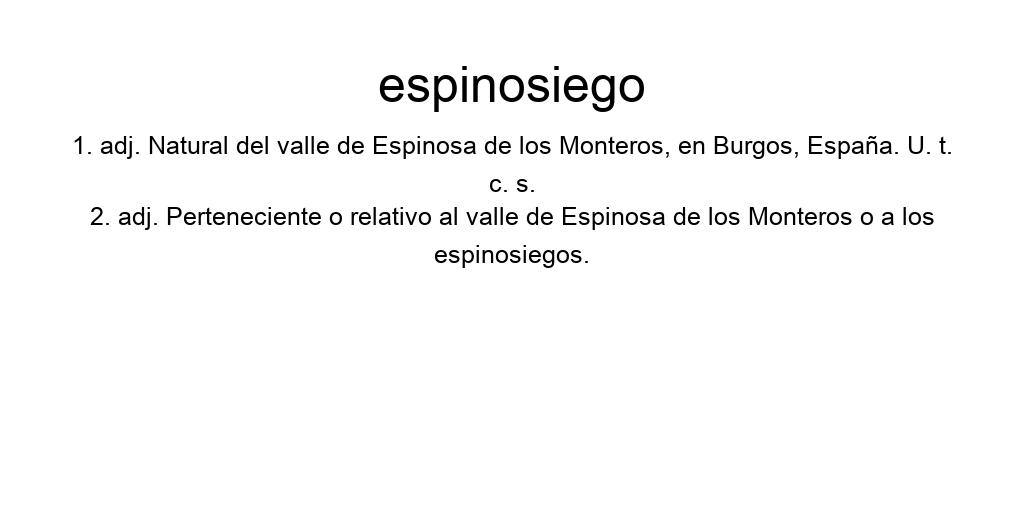 espinosiego
1. adj. Natural del valle de Espinosa de los Monteros, en Burgos, España. U. t.
c. s.
2. adj. Perteneciente o relativo al valle de Espinosa de los Monteros o a los
espinosiegos.